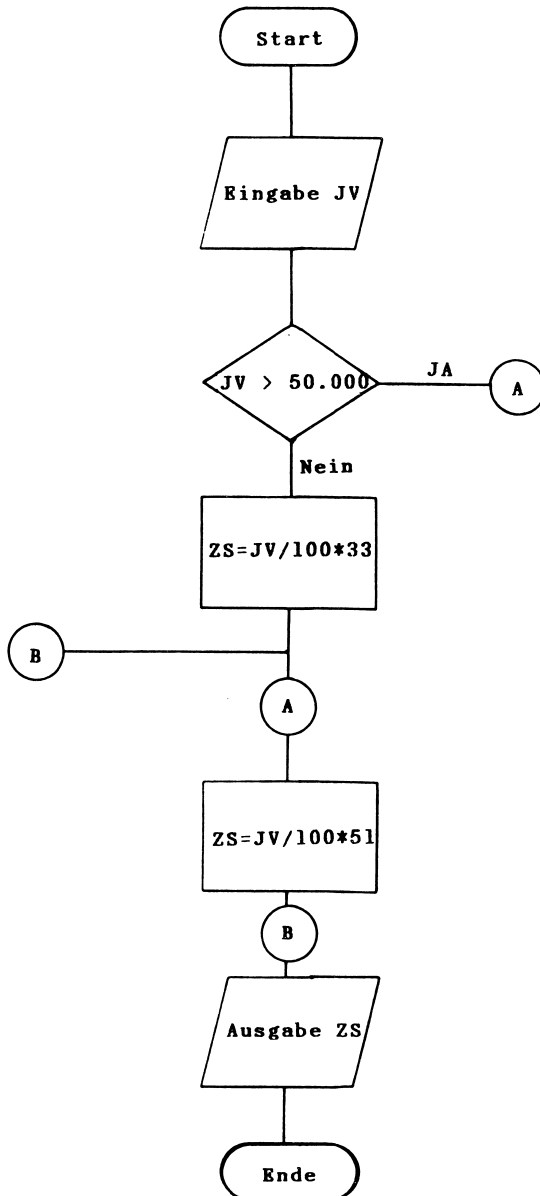 Start
Eingabe JV
JV > 50.000
JA
A
Nein
ZS=JV/100*33
B
A
ZS=JV/100*51
B
Ausgabe ZS
Ende